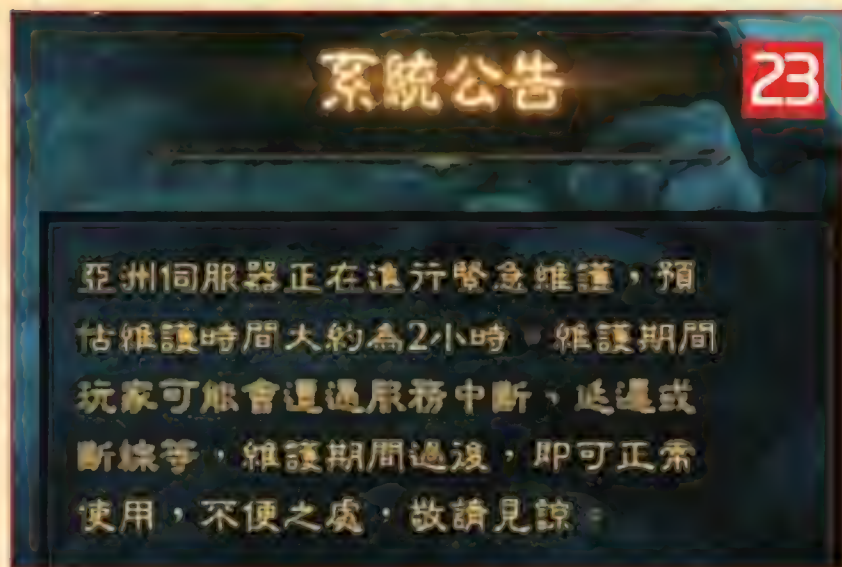 系統公告
23
亞洲伺服器正在進行緊急維護，預
估維護時間大約為2小時。維護期間
玩家可能會遭遇服務中斷、延遲或
斷線等，維護期間過後，即可正常
使用，不便之處，敬請見諒。